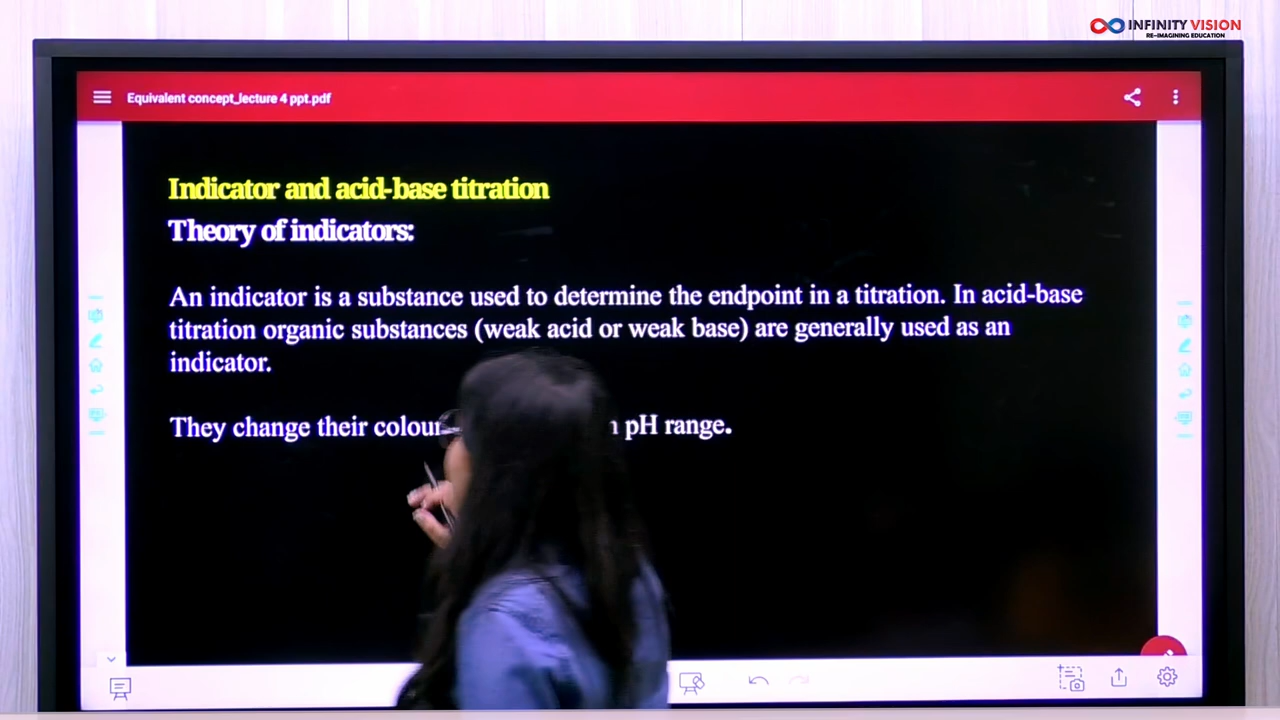 INFINITY VISION
RE-IMAGINING EDUCATION
Equivalent concept_lecture 4 ppt.pdf
Indicator and acid-base titration
Theory of indicators:
An indicator is a substance used to determine the endpoint in a titration. In acid-base
titration organic substances (weak acid or weak base) are generally used as an
indicator.
They change their colour pH range.